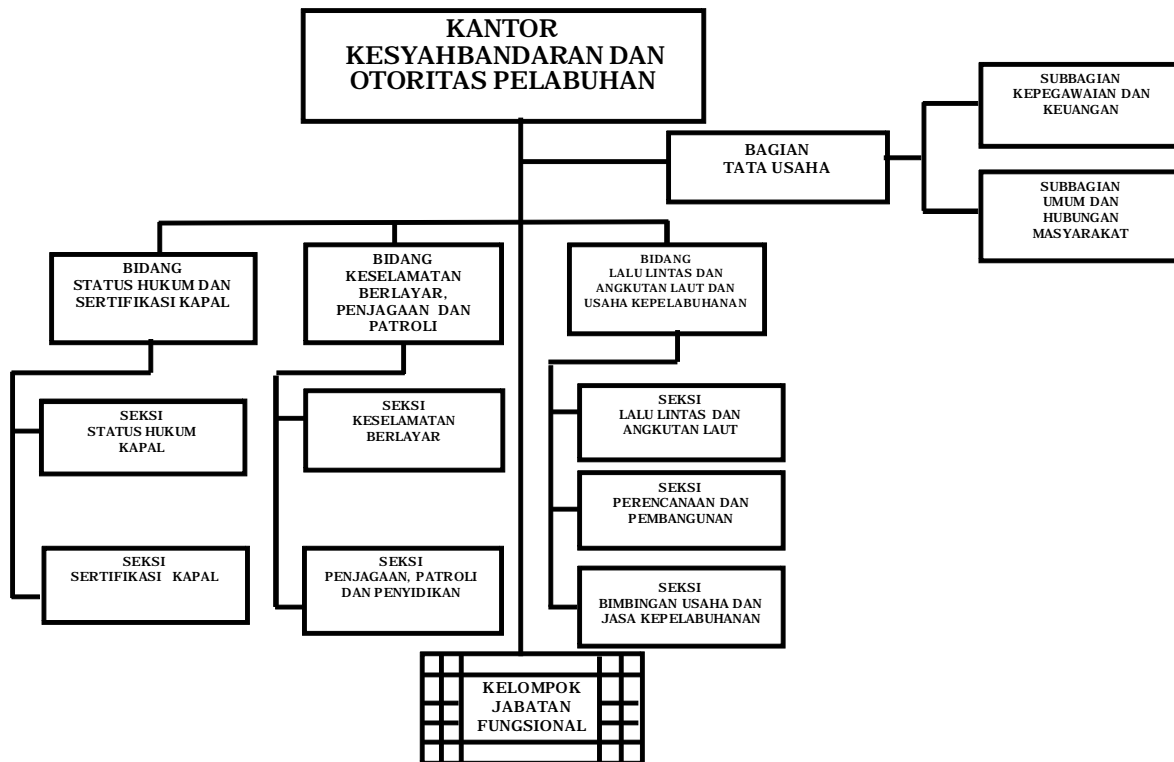 KANTOR
KESYAHBANDARAN DAN
OTORITAS PELABUHAN
BAGIAN
TATA USAHA
SUBBAGIAN
KEPEGAWAIAN DAN
KEUANGAN
SUBBAGIAN
UMUM DAN
HUBUNGAN
MASYARAKAT
BIDANG
STATUS HUKUM DAN
SERTIFIKASI KAPAL
BIDANG
KESELAMATAN
BERLAYAR,
PENJAGAAN DAN
PATROLI
BIDANG
LALU LINTAS DAN
ANGKUTAN LAUT DAN
USAHA KEPELABUHANAN
SEKSI
STATUS HUKUM
KAPAL
SEKSI
SERTIFIKASI KAPAL
SEKSI
KESELAMATAN
BERLAYAR
SEKSI
PENJAGAAN, PATROLI
DAN PENYIDIKAN
SEKSI
LALU LINTAS DAN
ANGKUTAN LAUT
SEKSI
PERENCANAAN DAN
PEMBANGUNAN
SEKSI
BIMBINGAN USAHA DAN
JASA KEPELABUHANAN
KELOMPOK
JABATAN
FUNGSIONAL